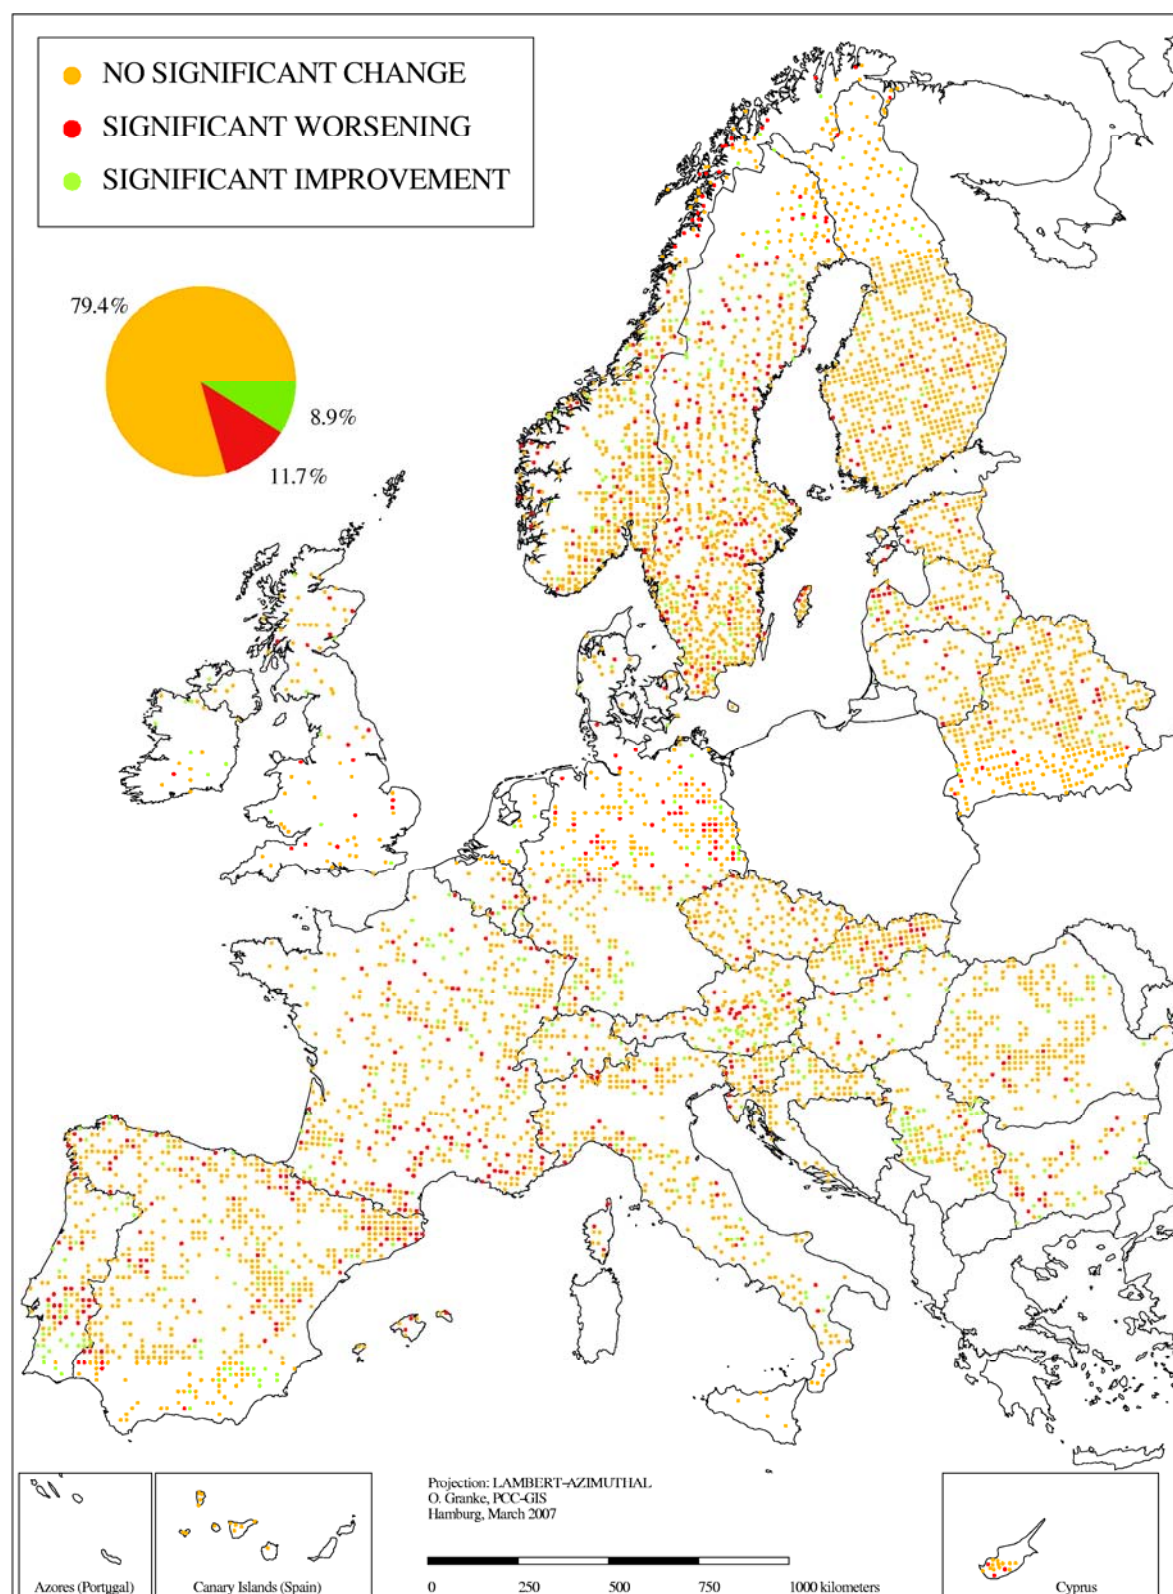 NO SIGNIFICANT CHANGE
SIGNIFICANT WORSENING
SIGNIFICANT IMPROVEMENT
79.4%
8.9%
11.7%
Projection: LAMBERT-AZIMUTHAL
O. Granke, PCC-GIS
Hamburg, March 2007
Azores (Portugal)
Canary Islands (Spain)
0 250 500 750 1000 kilometers
Cyprus